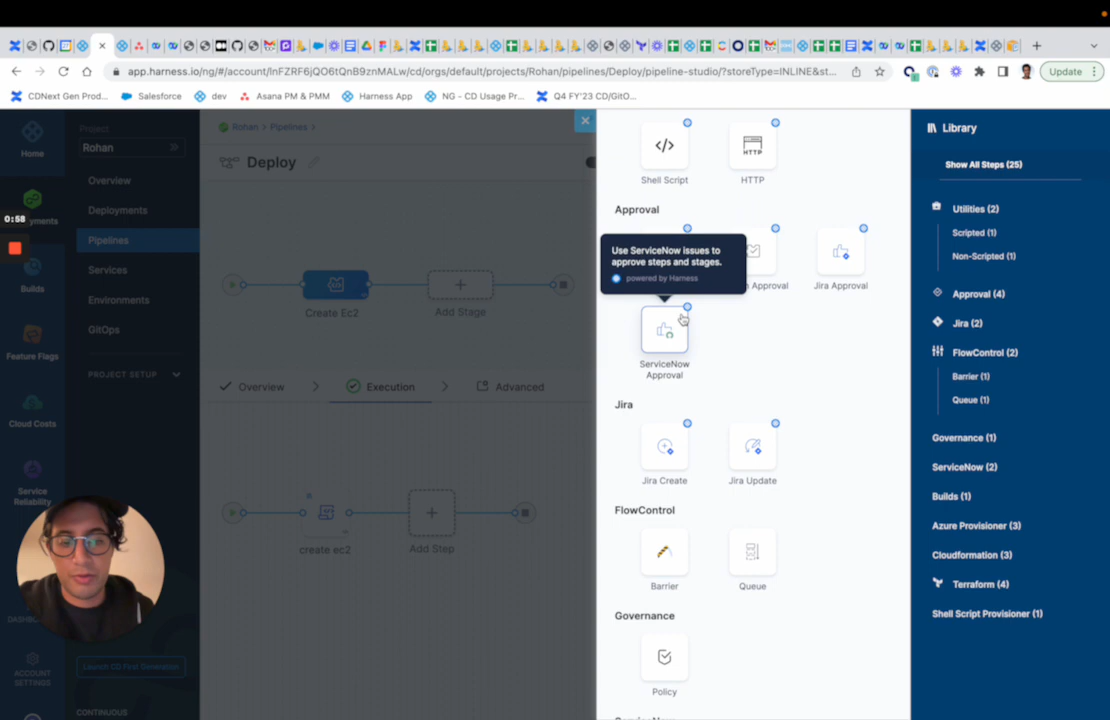 app.harness.io/ng/#/account/lnFZRF6jQO6tQnB9znMALw/cd/orgs/default/projects/Rohan/pipelines/Deploy/pipeline-studio/?storeType=INLINE&st...
Update
CDNext Gen Prod...
Salesforce
dev
Asana PM & PMM
Harness App
NG - CD Usage Pr...
Q4 FY'23 CD/GitO...
Home
0:58
yments
Builds
Feature Flags
Cloud Costs
Service
Reliability
DASHB
ACCOUNT
SETTINGS
Project
Rohan
Overview
Deployments
Pipelines
Services
Environments
GitOps
PROJECT SETUP
Launch CD First Generation
CONTINUOUS
Rohan > Pipelines >
Deploy
Create Ec2
Add Stage
Overview
Execution
Advanced
create ec2
Add Step
Shell Script
HTTP
HTTP
Approval
Use ServiceNow issues to
approve steps and stages.
powered by Harness
Approval
Jira Approval
ServiceNow
Approval
Jira
Jira Create
Jira Update
FlowControl
Barrier
Queue
Governance
Policy
Library
Show All Steps (25)
Utilities (2)
Scripted (1)
Non-Scripted (1)
Approval (4)
Jira (2)
FlowControl (2)
Barrier (1)
Queue (1)
Governance (1)
ServiceNow (2)
Builds (1)
Azure Provisioner (3)
Cloudformation (3)
Terraform (4)
Shell Script Provisioner (1)